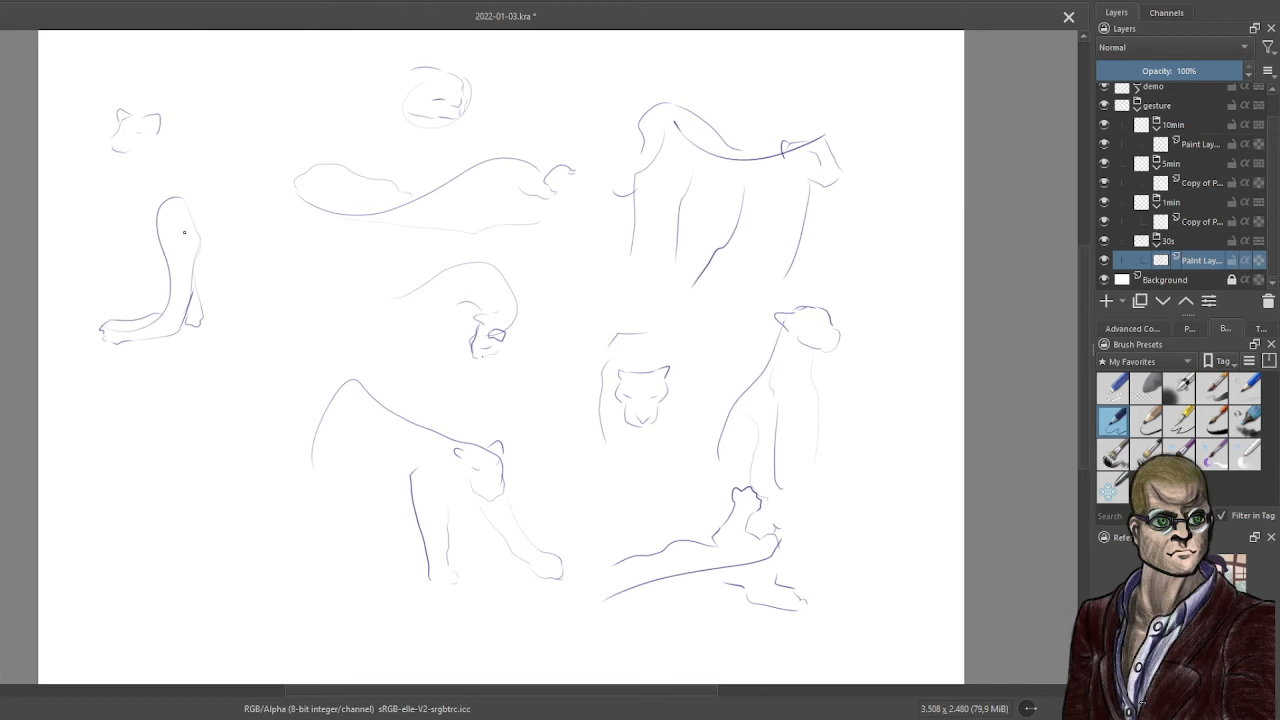 2022-01-03.kra *
Layers
Channels
Layers
Normal
Opacity: 100%
demo
gesture
10min
Paint Lay...
5min
Copy of P...
1min
Copy of P...
30s
Paint Lay...
Background
Advanced Co...
P...
B...
T...
Brush Presets
★ My Favorites
Tag
Search
Filter in Tag
Refe
RGB/Alpha (8-bit integer/channel) sRGB-elle-V2-srgbtrc.icc
3.508 x 2.480 (79,9 MiB)